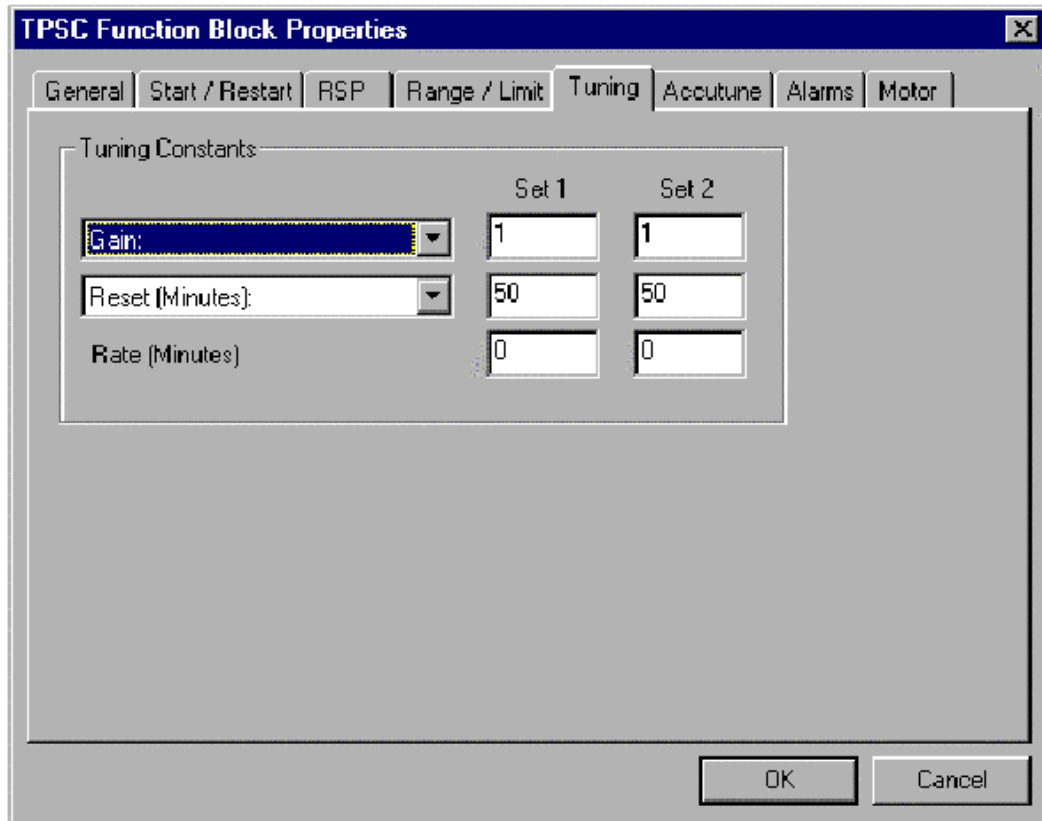 TPSC Function Block Properties
General Start / Restart RSP Range / Limit Tuning Accutune Alarms Motor
Tuning Constants
Set 1 Set 2
Gain: 1 1
Reset (Minutes): 50 50
Rate (Minutes) 0 0
OK Cancel